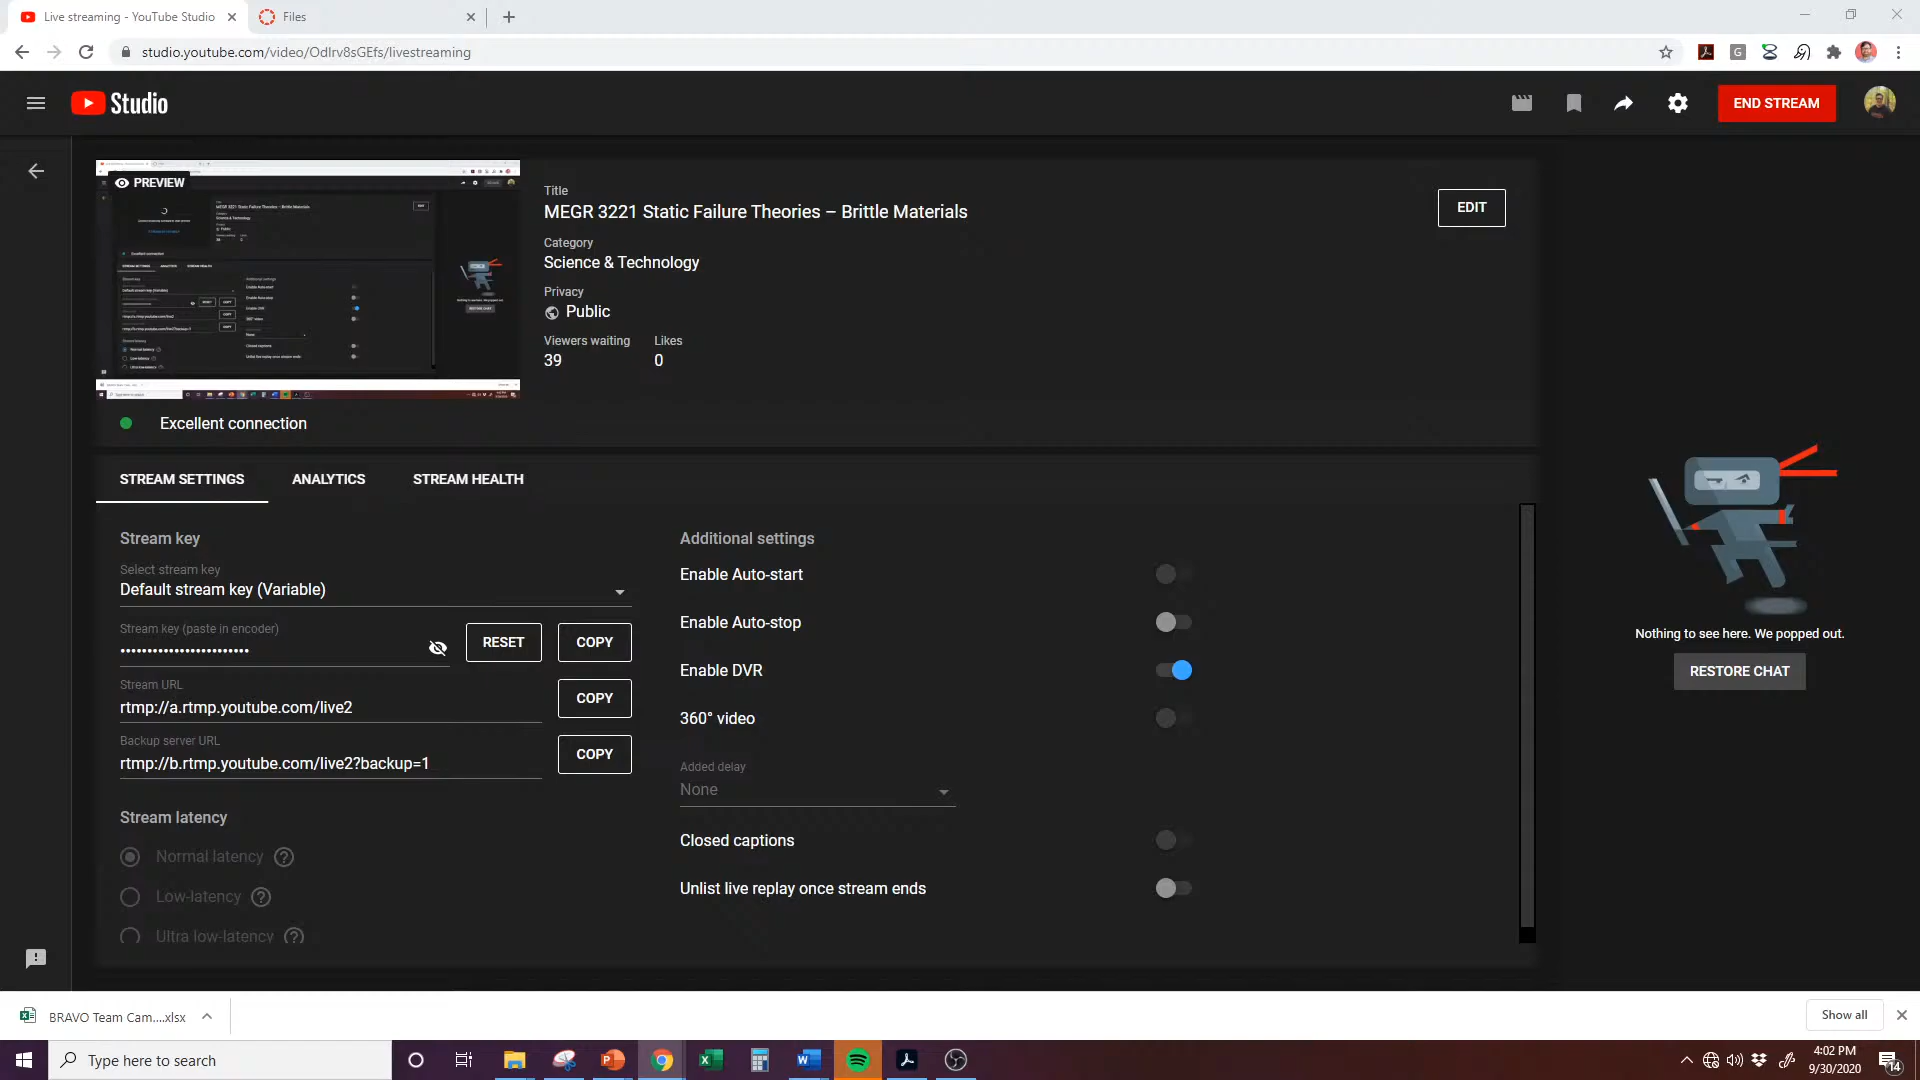 Live streaming - YouTube Studio
Files
studio.youtube.com/video/OdIrv8sGEfs/livestreaming
Studio
END STREAM
PREVIEW
Title
MEGR 3221 Static Failure Theories – Brittle Materials
EDIT
Category
Science & Technology
Privacy
Public
Viewers waiting
Likes
39
0
Excellent connection
STREAM SETTINGS
ANALYTICS
STREAM HEALTH
Stream key
Select stream key
Default stream key (Variable)
Stream key (paste in encoder)
••••••••••••••••••••••••
RESET
COPY
Stream URL
rtmp://a.rtmp.youtube.com/live2
COPY
Backup server URL
rtmp://b.rtmp.youtube.com/live2?backup=1
COPY
Stream latency
Normal latency
Low-latency
Ultra low-latency
Additional settings
Enable Auto-start
Enable Auto-stop
Enable DVR
360° video
Added delay
None
Closed captions
Unlist live replay once stream ends
Nothing to see here. We popped out.
RESTORE CHAT
BRAVO Team Cam....xlsx
Show all
Type here to search
4:02 PM
9/30/2020
14